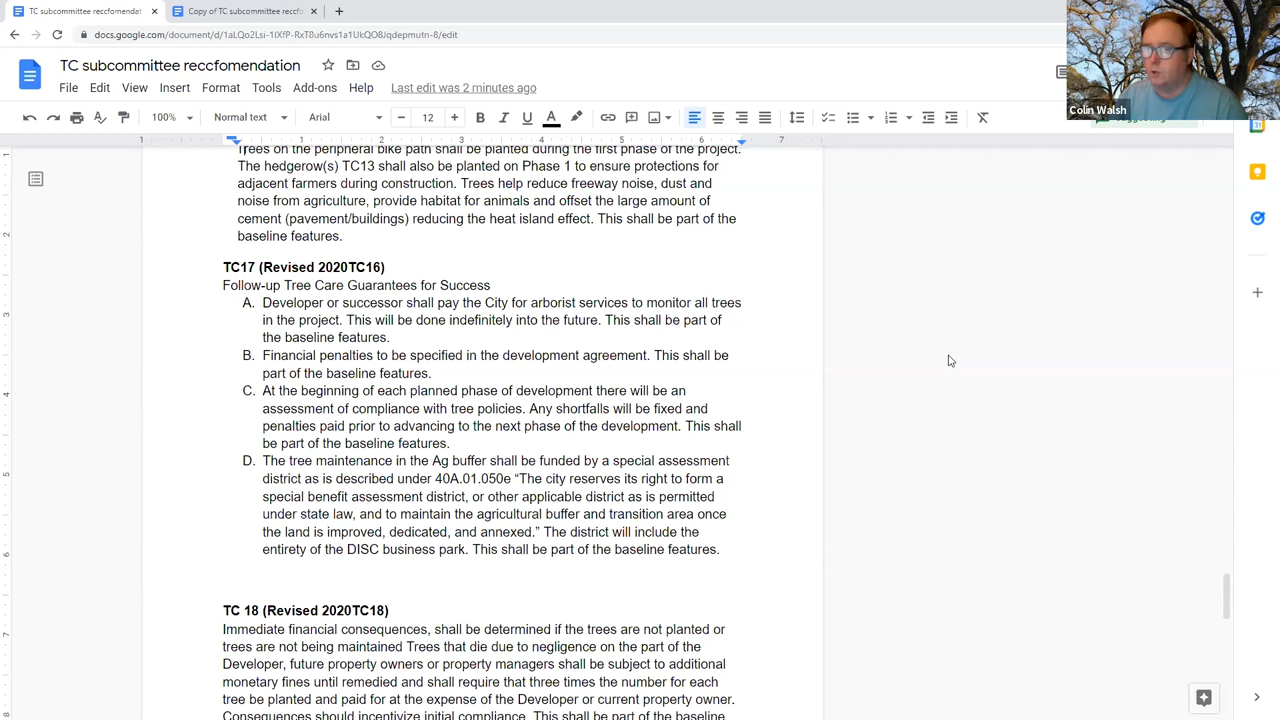 TC subcommittee reccfomendat
Copy of TC subcommittee reccfo
docs.google.com/document/d/1aLQo2Lsi-1IXfP-RxT8u6nvs1a1UkQO8Jqdepmutn-8/edit
TC subcommittee reccfomendation
File Edit View Insert Format Tools Add-ons Help Last edit was 2 minutes ago
100% Normal text Arial 12
Colin Walsh
1 1 2 3 4 5 6 7
Trees on the peripheral bike path shall be planted during the first phase of the project.
The hedgerow(s) TC13 shall also be planted on Phase 1 to ensure protections for
adjacent farmers during construction. Trees help reduce freeway noise, dust and
noise from agriculture, provide habitat for animals and offset the large amount of
cement (pavement/buildings) reducing the heat island effect. This shall be part of the
baseline features.
TC17 (Revised 2020TC16)
Follow-up Tree Care Guarantees for Success
A. Developer or successor shall pay the City for arborist services to monitor all trees
in the project. This will be done indefinitely into the future. This shall be part of
the baseline features.
B. Financial penalties to be specified in the development agreement. This shall be
part of the baseline features.
C. At the beginning of each planned phase of development there will be an
assessment of compliance with tree policies. Any shortfalls will be fixed and
penalties paid prior to advancing to the next phase of the development. This shall
be part of the baseline features.
D. The tree maintenance in the Ag buffer shall be funded by a special assessment
district as is described under 40A.01.050e “The city reserves its right to form a
special benefit assessment district, or other applicable district as is permitted
under state law, and to maintain the agricultural buffer and transition area once
the land is improved, dedicated, and annexed.” The district will include the
entirety of the DISC business park. This shall be part of the baseline features.
TC 18 (Revised 2020TC18)
Immediate financial consequences, shall be determined if the trees are not planted or
trees are not being maintained Trees that die due to negligence on the part of the
Developer, future property owners or property managers shall be subject to additional
monetary fines until remedied and shall require that three times the number for each
tree be planted and paid for at the expense of the Developer or current property owner.
Consequences should incentivize initial compliance. This shall be part of the baseline